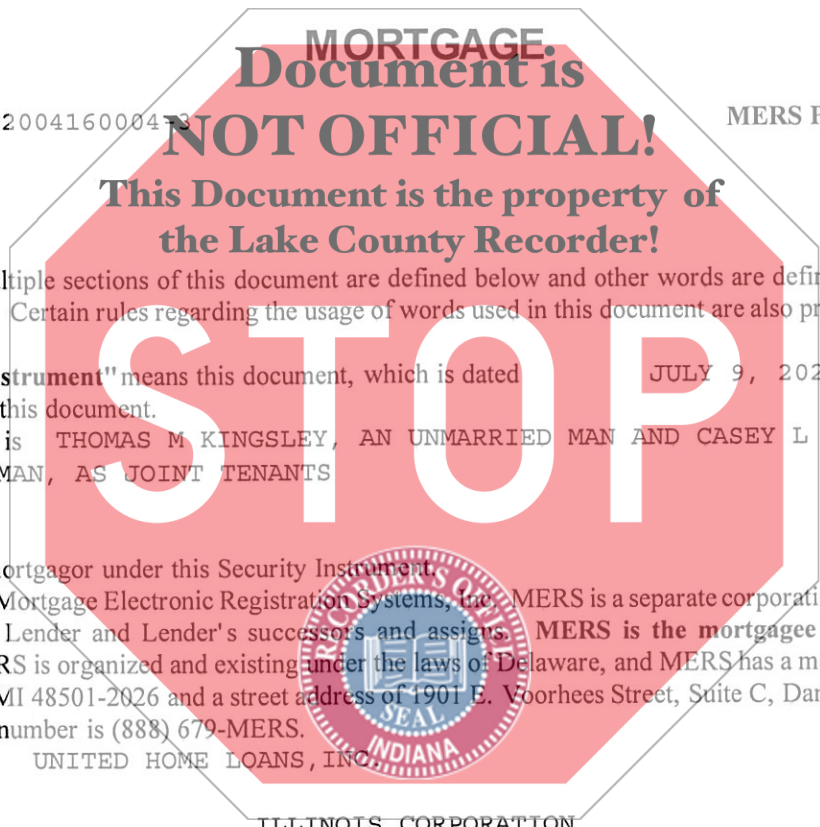 MORTGAGE
Document is
2004160004-3
MERS
NOT OFFICIAL!
This Document is the property of
the Lake County Recorder!
ltiple sections of this document are defined below and other words are defin
Certain rules regarding the usage of words used in this document are also pr
strument" means this document, which is dated JULY 9, 202
this document.
is THOMAS M KINGSLEY, AN UNMARRIED MAN AND CASEY L
MAN, AS JOINT TENANTS
STOP
ortgagor under this Security Instrument.
Mortgage Electronic Registration Systems, Inc. MERS is a separate corporati
Lender and Lender's successors and assigns. MERS is the mortgagee
RS is organized and existing under the laws of Delaware, and MERS has a ma
MI 48501-2026 and a street address of 1901 E. Voorhees Street, Suite C, Dan
number is (888) 679-MERS.
UNITED HOME LOANS, INC.
RECORDER'S OFFICE
SEAL
INDIANA
ILLINOIS CORPORATION